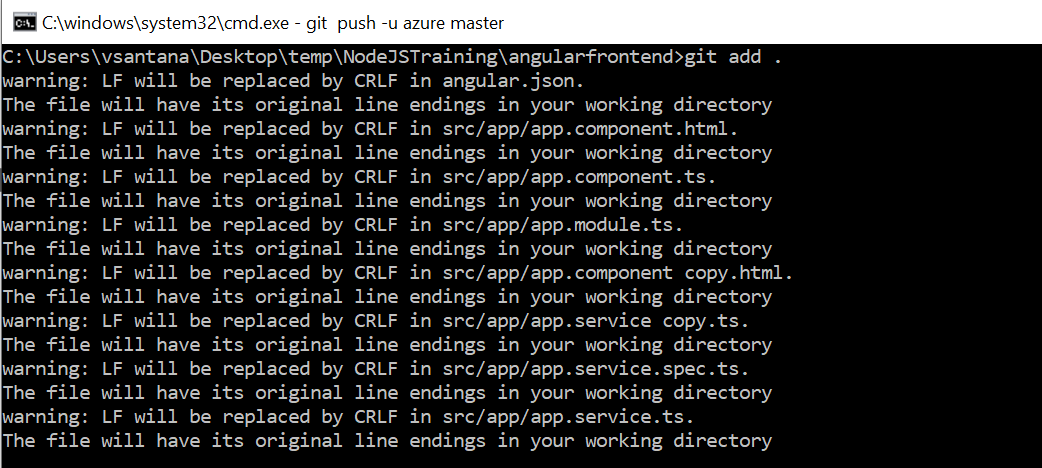 C:\windows\system32\cmd.exe - git  push -u azure master
C:\Users\vsantana\Desktop\temp\NodeJSTraining\angularfrontend>git add .
warning: LF will be replaced by CRLF in angular.json.
The file will have its original line endings in your working directory
warning: LF will be replaced by CRLF in src/app/app.component.html.
The file will have its original line endings in your working directory
warning: LF will be replaced by CRLF in src/app/app.component.ts.
The file will have its original line endings in your working directory
warning: LF will be replaced by CRLF in src/app/app.module.ts.
The file will have its original line endings in your working directory
warning: LF will be replaced by CRLF in src/app/app.component copy.html.
The file will have its original line endings in your working directory
warning: LF will be replaced by CRLF in src/app/app.service copy.ts.
The file will have its original line endings in your working directory
warning: LF will be replaced by CRLF in src/app/app.service.spec.ts.
The file will have its original line endings in your working directory
warning: LF will be replaced by CRLF in src/app/app.service.ts.
The file will have its original line endings in your working directory